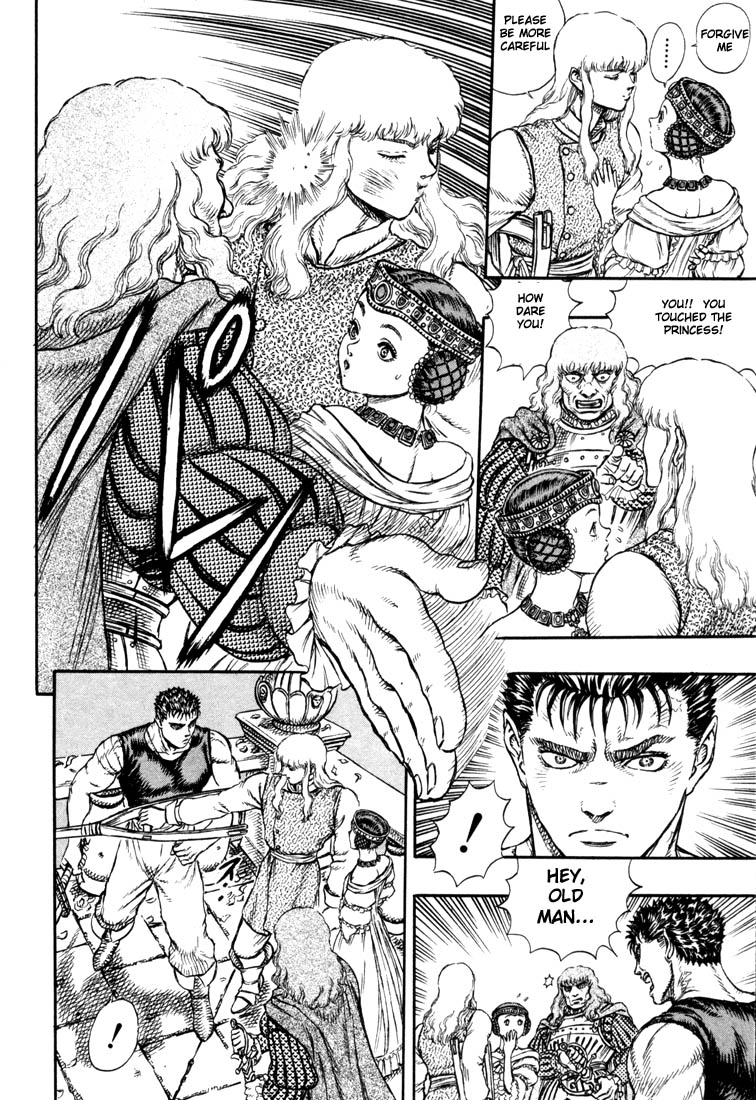 FORGIVE
ME
......
PLEASE
BE MORE
CAREFUL
YOU!! YOU
TOUCHED THE
PRINCESS!
HOW
DARE
YOU!
!
HEY,
OLD
MAN...
!